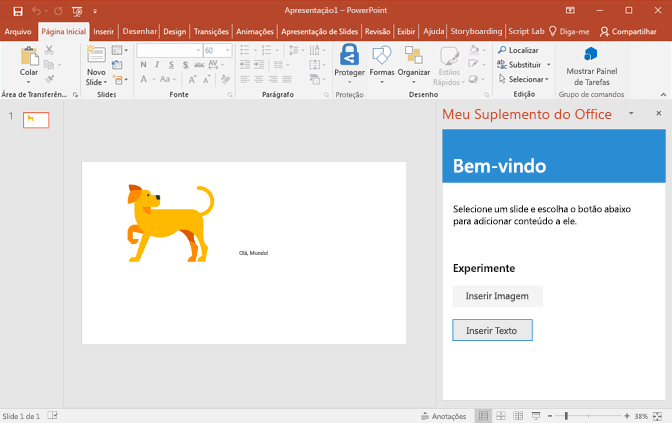 Apresentação1 – PowerPoint
Arquivo Página Inicial Inserir Desenhar Design Transições Animações Apresentação de Slides Revisão Exibir Ajuda Storyboarding Script Lab Diga-me Compartilhar
Colar
Novo Slide
60
N I S S abc AV
Aa A
Proteger
Formas
Organizar
Estilos Rápidos
Localizar
Substituir
Selecionar
Mostrar Painel de Tarefas
Área de Transferên... Slides Fonte Parágrafo Proteção Desenho Edição Grupo de comandos
1
Olá, Mundo!
Meu Suplemento do Office
Bem-vindo
Selecione um slide e escolha o botão abaixo
para adicionar conteúdo a ele.
Experimente
Inserir Imagem
Inserir Texto
Slide 1 de 1 Anotações 38%